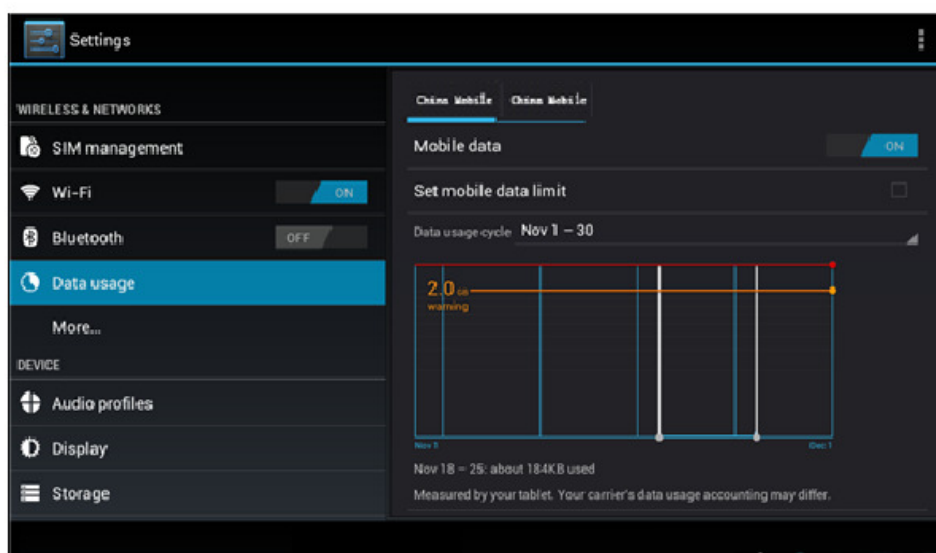 Settings
WIRELESS & NETWORKS
SIM management
Wi-Fi ON
Bluetooth OFF
Data usage
More...
DEVICE
Audio profiles
Display
Storage
China Mobile China Mobile
Mobile data ON
Set mobile data limit
Data usage cycle Nov 1 – 30
2.0 GB
warning
Nov 1 Dec 1
Nov 18 – 25: about 184KB used
Measured by your tablet. Your carrier's data usage accounting may differ.